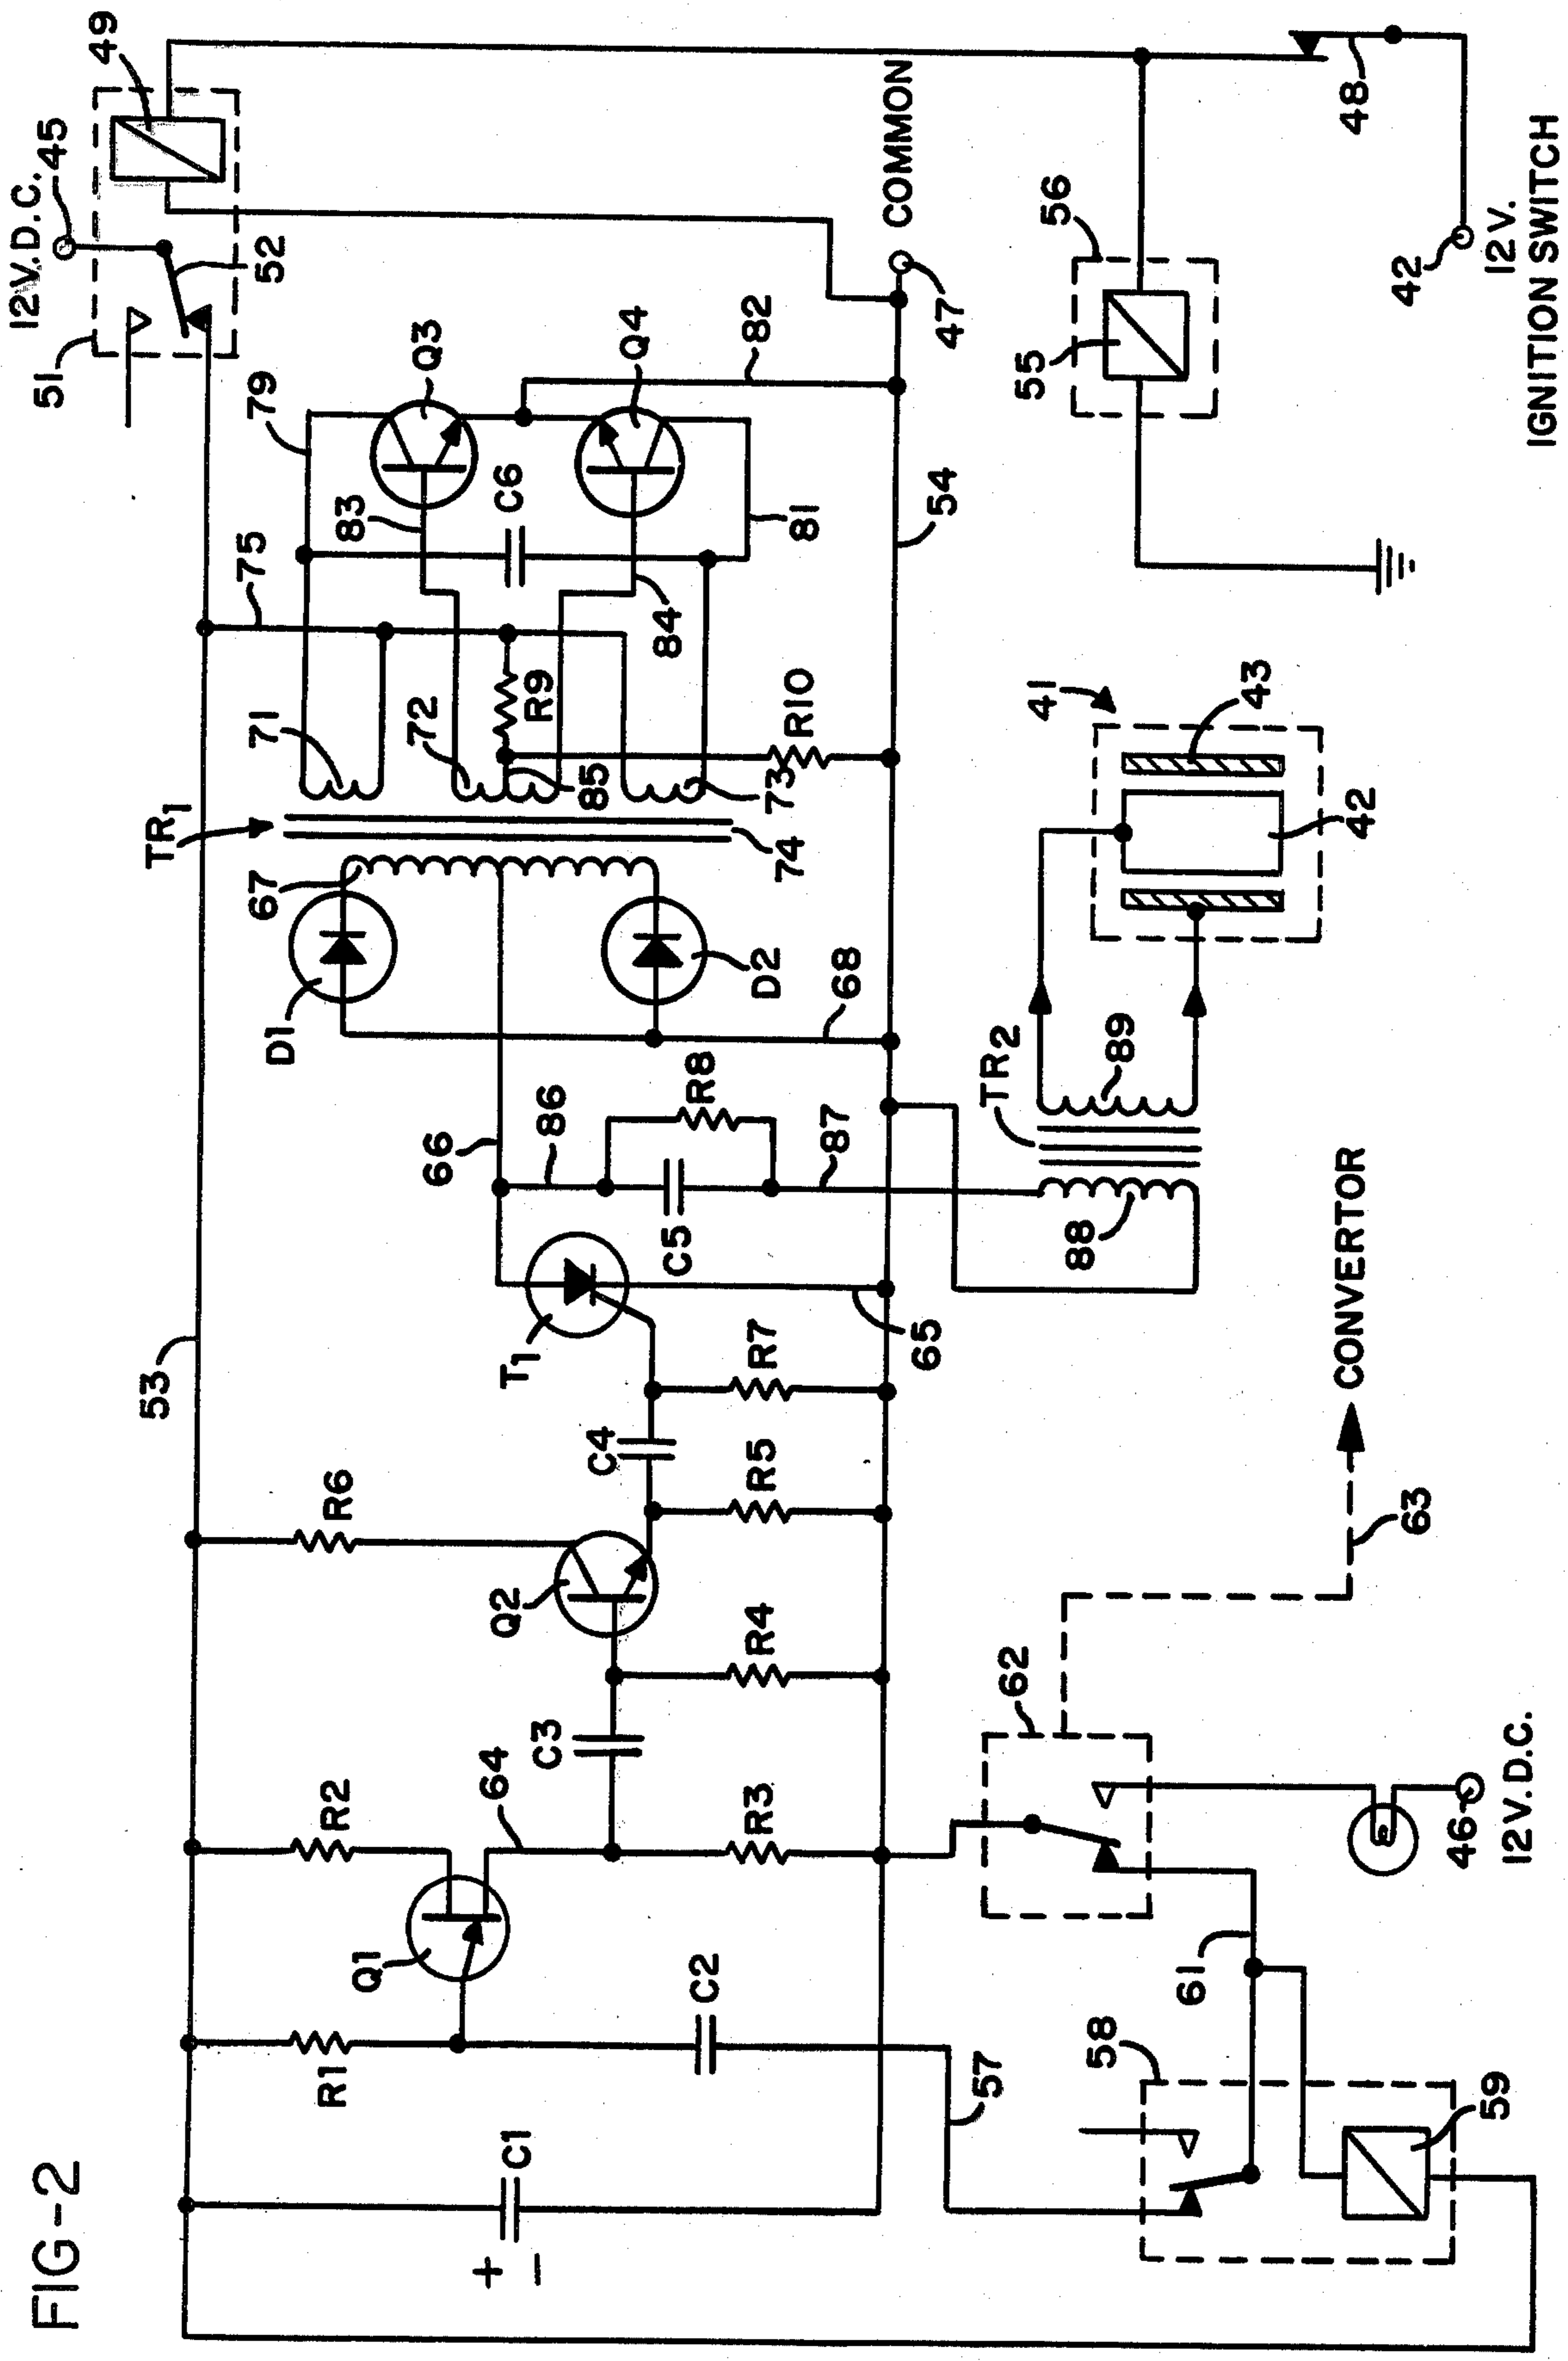 FIG-2
12V.D.C.
45
49
51
52
53
75
79
Q3
83
C6
Q4
82
81
84
COMMON
47
54
56
55
48
42
12 V.
IGNITION SWITCH
TR1
71
72
R9
85
73
R10
74
67
D1
D2
68
66
86
R8
C5
87
88
TR2
89
41
43
42
T1
65
R7
C4
R5
R6
Q2
R4
C3
R3
64
R2
Q1
R1
C2
C1
+
−
57
58
59
61
62
63
CONVERTOR
46
12V.D.C.